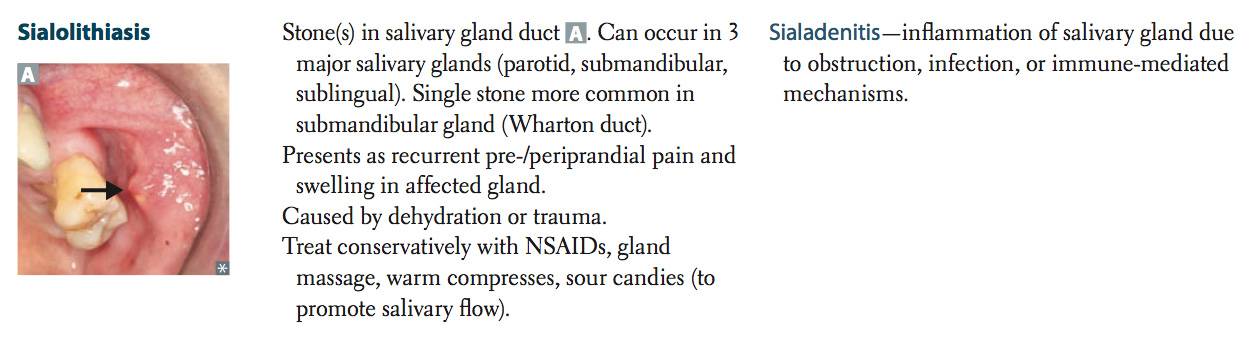 Sialolithiasis
A
Stone(s) in salivary gland duct A. Can occur in 3
major salivary glands (parotid, submandibular,
sublingual). Single stone more common in
submandibular gland (Wharton duct).
Presents as recurrent pre-/periprandial pain and
swelling in affected gland.
Caused by dehydration or trauma.
Treat conservatively with NSAIDs, gland
massage, warm compresses, sour candies (to
promote salivary flow).
Sialadenitis—inflammation of salivary gland due
to obstruction, infection, or immune-mediated
mechanisms.